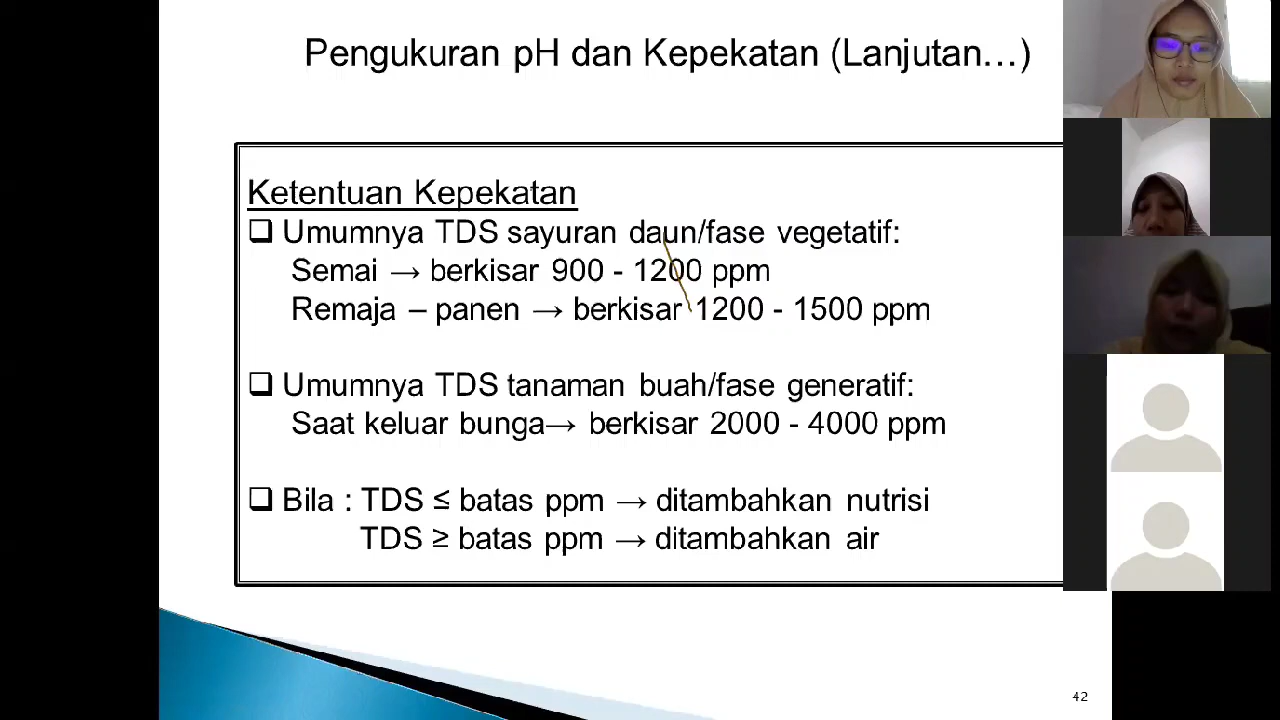 Pengukuran pH dan Kepekatan (Lanjutan…)
Ketentuan Kepekatan
❑ Umumnya TDS sayuran daun/fase vegetatif:
Semai → berkisar 900 - 1200 ppm
Remaja – panen → berkisar 1200 - 1500 ppm
❑ Umumnya TDS tanaman buah/fase generatif:
Saat keluar bunga→ berkisar 2000 - 4000 ppm
❑ Bila : TDS ≤ batas ppm → ditambahkan nutrisi
TDS ≥ batas ppm → ditambahkan air
42